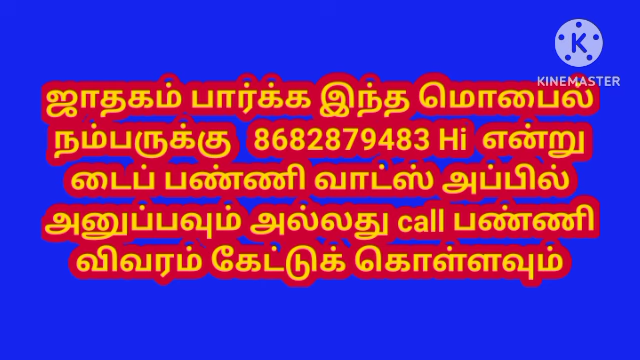 KINEMASTER
ஜாதகம் பார்க்க இந்த மொபைல்
நம்பருக்கு 8682879483 Hi என்று
டைப் பண்ணி வாட்ஸ் அப்பில்
அனுப்பவும் அல்லது call பண்ணி
விவரம் கேட்டுக் கொள்ளவும்